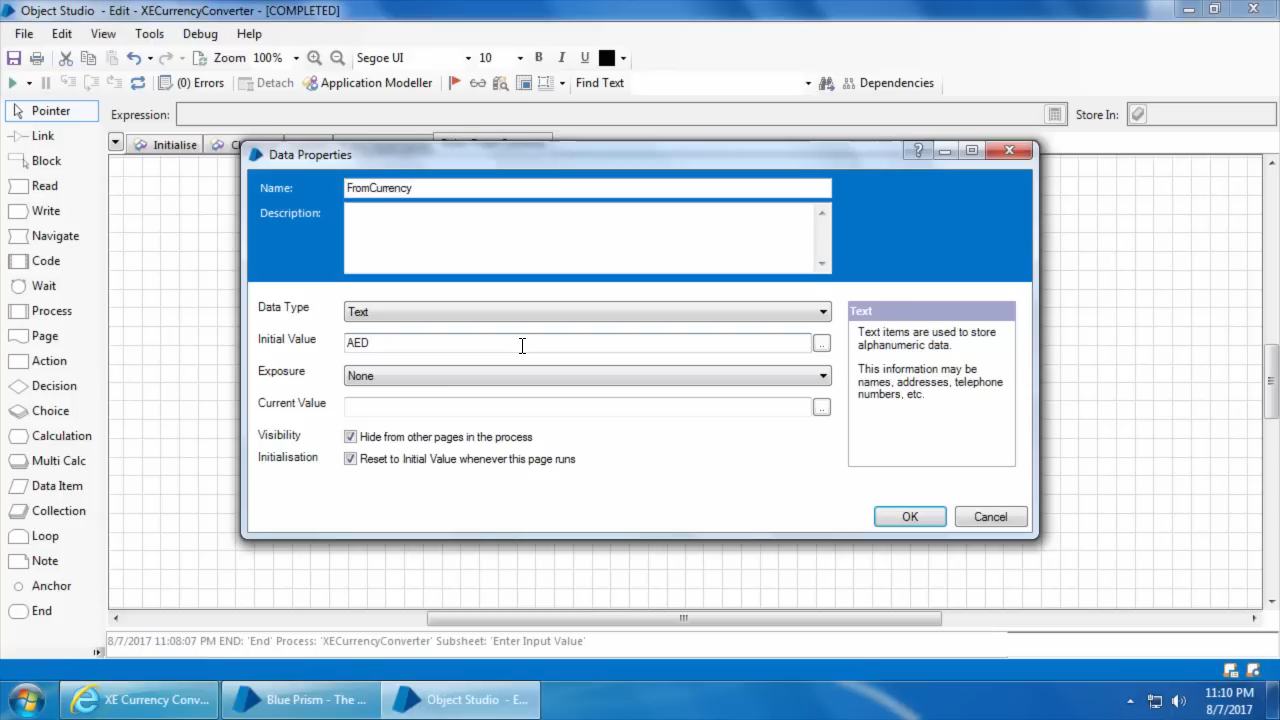 Object Studio - Edit - XECurrencyConverter - [COMPLETED]
File Edit View Tools Debug Help
Zoom 100% Segoe UI 10 B I U
(0) Errors Detach Application Modeller Find Text Dependencies
Pointer Expression: Store In:
Link Initialise
Data Properties
Block
Read
Write
Navigate
Code
Wait
Process
Page
Action
Decision
Choice
Calculation
Multi Calc
Data Item
Collection
Loop
Note
Anchor
End
Name: FromCurrency
Description:
Data Type Text
Initial Value AED ..
Exposure None
Current Value ..
Visibility Hide from other pages in the process
Initialisation Reset to Initial Value whenever this page runs
Text
Text items are used to store
alphanumeric data.
This information may be
names, addresses, telephone
numbers, etc.
OK Cancel
8/7/2017 11:08:07 PM END: 'End' Process: 'XECurrencyConverter' Subsheet: 'Enter Input Value'
XE Currency Conv... Blue Prism - The ... Object Studio - E...
11:10 PM
8/7/2017